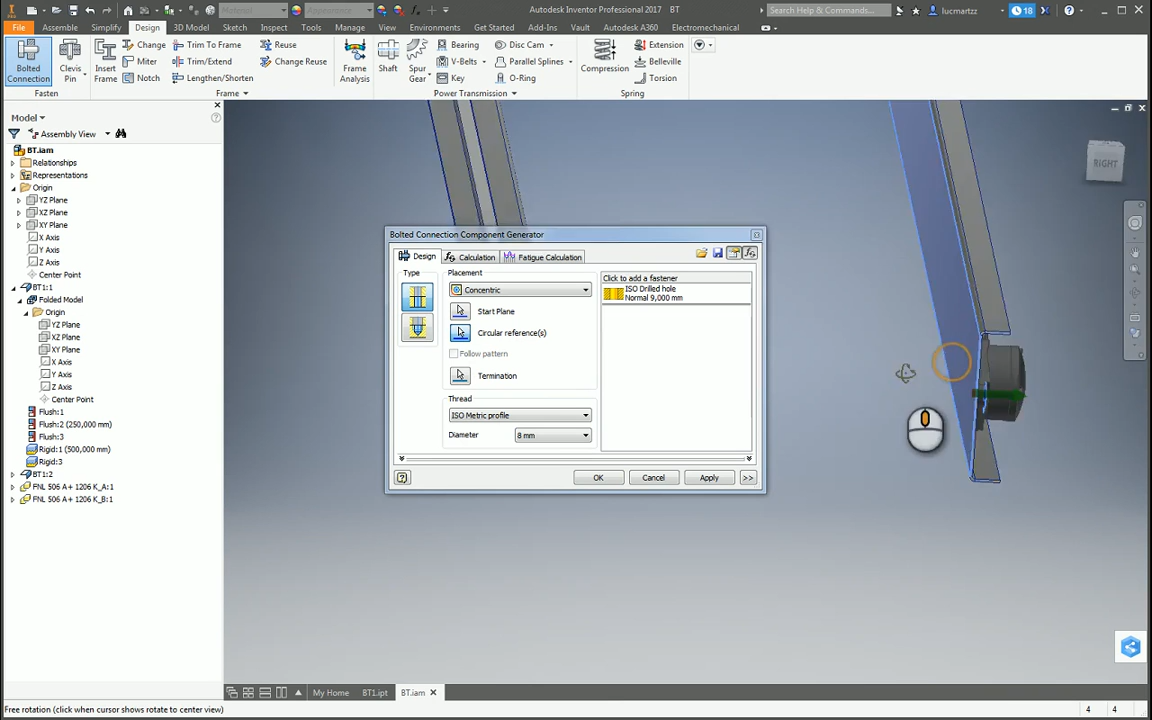 Material
Appearance
Autodesk Inventor Professional 2017 BT
Search Help & Commands...
lucmartzz
18
File Assemble Simplify Design 3D Model Sketch Inspect Tools Manage View Environments Get Started Add-Ins Vault Autodesk A360 Electromechanical
Bolted Connection
Clevis Pin
Insert Frame
Change
Miter
Notch
Trim To Frame
Trim/Extend
Lengthen/Shorten
Reuse
Change Reuse
Frame Analysis
Shaft
Spur Gear
Bearing
V-Belts
Key
Disc Cam
Parallel Splines
O-Ring
Compression
Extension
Belleville
Torsion
Fasten
Frame
Power Transmission
Spring
Model
Assembly View
BT.iam
Relationships
Representations
Origin
YZ Plane
XZ Plane
XY Plane
X Axis
Y Axis
Z Axis
Center Point
BT1:1
Folded Model
Origin
YZ Plane
XZ Plane
XY Plane
X Axis
Y Axis
Z Axis
Center Point
Flush:1
Flush:2 (250,000 mm)
Flush:3
Rigid:1 (500,000 mm)
Rigid:3
BT1:2
FNL 506 A+ 1206 K_A:1
FNL 506 A+ 1206 K_B:1
RIGHT
Bolted Connection Component Generator
Design
Calculation
Fatigue Calculation
Type
Placement
Concentric
Start Plane
Circular reference(s)
Follow pattern
Termination
Thread
ISO Metric profile
Diameter
8 mm
Click to add a fastener
ISO Drilled hole
Normal 9,000 mm
OK
Cancel
Apply
>>
My Home
BT1.ipt
BT.iam
Free rotation (click when cursor shows rotate to center view)
4 4